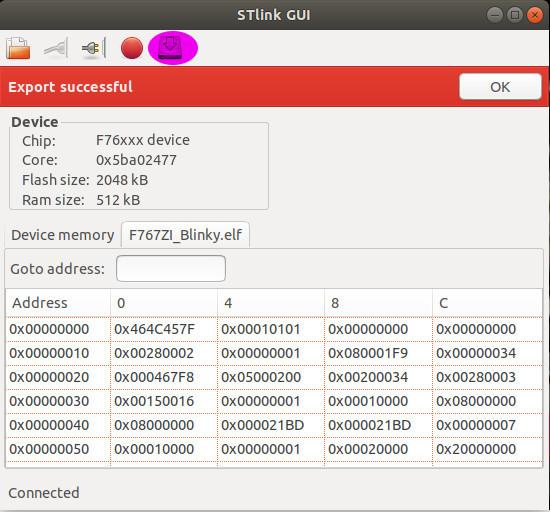 STlink GUI
Export successful OK
Device
Chip: F76xxx device
Core: 0x5ba02477
Flash size: 2048 kB
Ram size: 512 kB
Device memory F767ZI_Blinky.elf
Goto address:
Address 0 4 8 C
0x00000000 0x464C457F 0x00010101 0x00000000 0x00000000
0x00000010 0x00280002 0x00000001 0x080001F9 0x00000034
0x00000020 0x000467F8 0x05000200 0x00200034 0x00280003
0x00000030 0x00150016 0x00000001 0x00010000 0x08000000
0x00000040 0x08000000 0x000021BD 0x000021BD 0x00000007
0x00000050 0x00010000 0x00000001 0x00020000 0x20000000
Connected